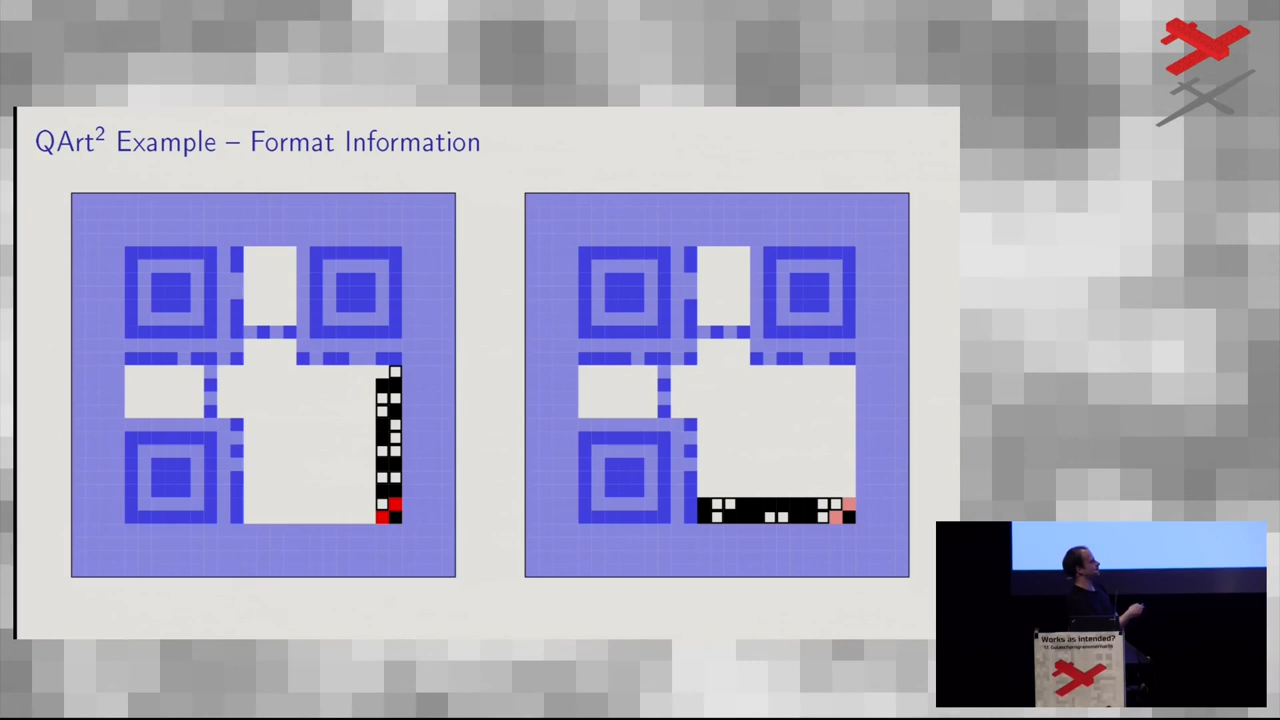 QArt² Example – Format Information
Works as intended?